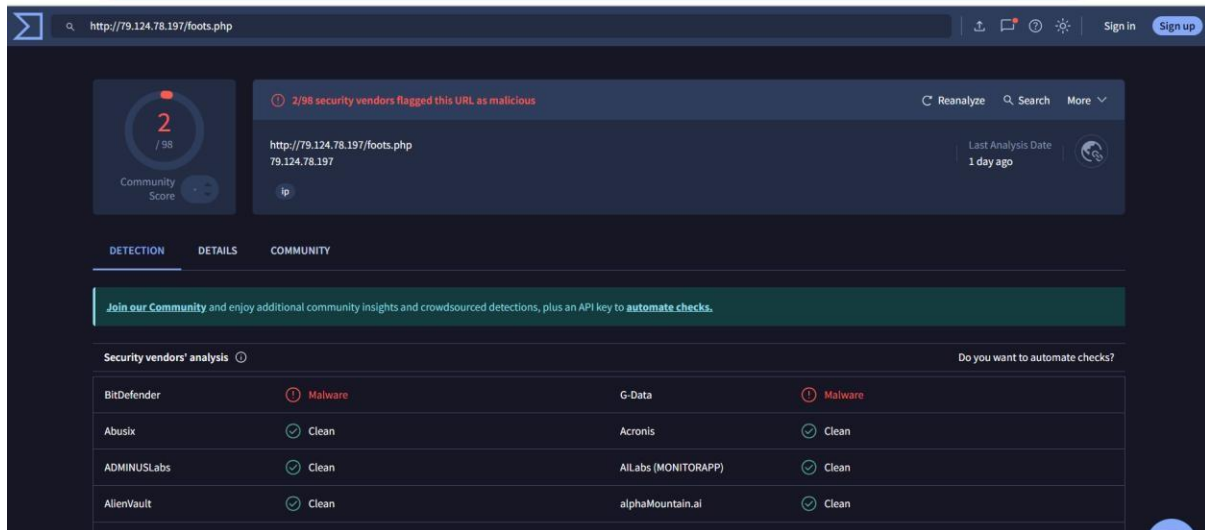 http://79.124.78.197/foots.php
Sign in
Sign up
2
/ 98
Community
Score
2/98 security vendors flagged this URL as malicious
Reanalyze
Search
More
http://79.124.78.197/foots.php
79.124.78.197
ip
Last Analysis Date
1 day ago
DETECTION DETAILS COMMUNITY
Join our Community and enjoy additional community insights and crowdsourced detections, plus an API key to automate checks.
Security vendors' analysis Do you want to automate checks?
BitDefender Malware G-Data Malware
Abusix Clean Acronis Clean
ADMINUSLabs Clean AILabs (MONITORAPP) Clean
AlienVault Clean alphaMountain.ai Clean